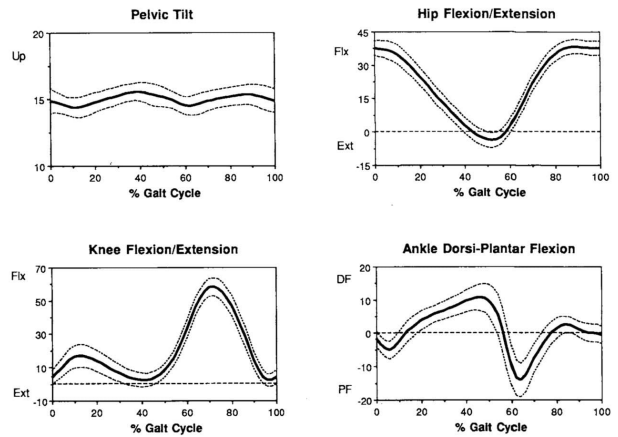 Pelvic Tilt
20
Up
15
10
0 20 40 60 80 100
% Gait Cycle
Hip Flexion/Extension
45
Flx
30
15
0
Ext
-15
0 20 40 60 80 100
% Gait Cycle
Knee Flexion/Extension
Flx
70
50
30
10
Ext
-10
0 20 40 60 80 100
% Gait Cycle
Ankle Dorsi-Plantar Flexion
20
DF
10
0
-10
PF
-20
0 20 40 60 80 100
% Gait Cycle